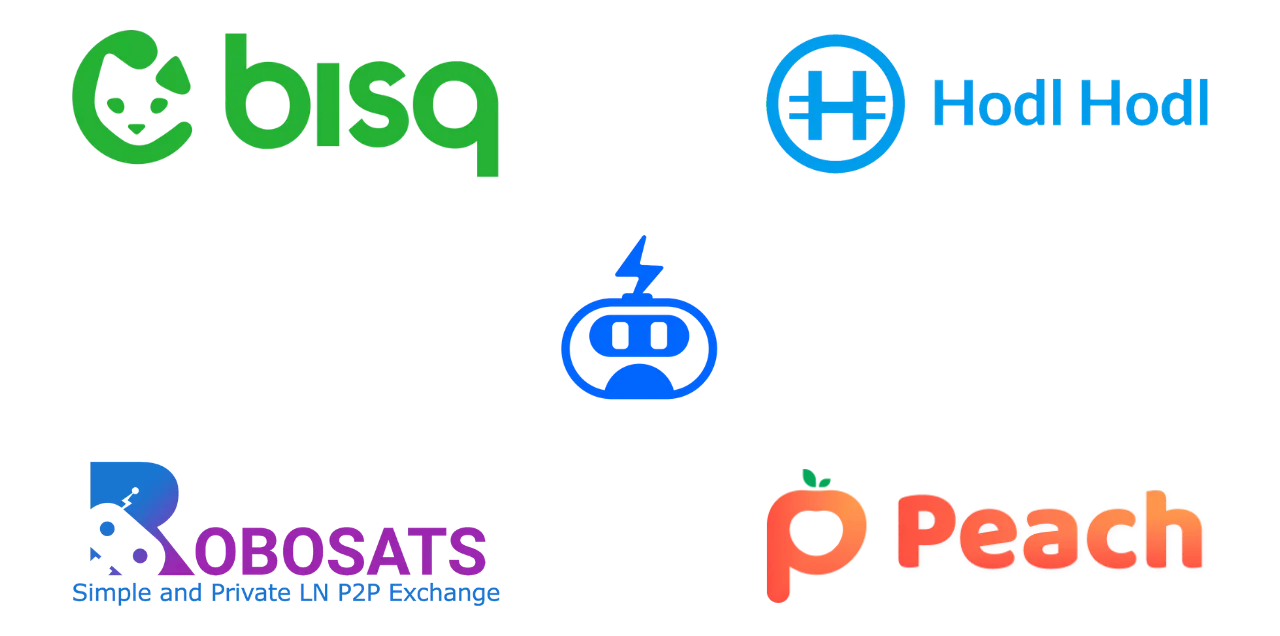 bisq
Hodl Hodl
ROBOSATS
Simple and Private LN P2P Exchange
Peach